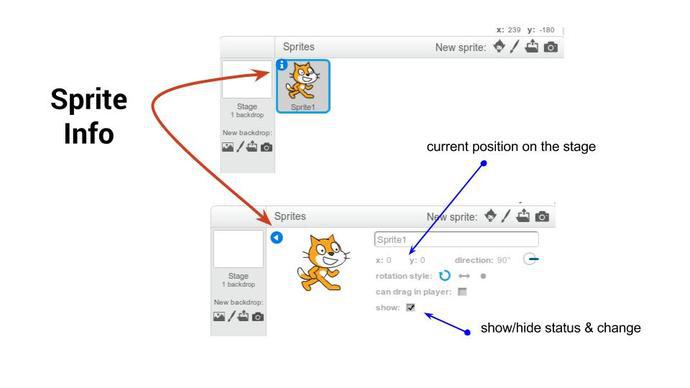 x: 239 y: -180
Sprites
New sprite:
Sprite
Info
Sprite1
Stage
1 backdrop
New backdrop:
current position on the stage
Sprites
New sprite:
Sprite1
x: 0 y: 0 direction: 90°
rotation style:
can drag in player:
show:
Stage
1 backdrop
New backdrop:
show/hide status & change